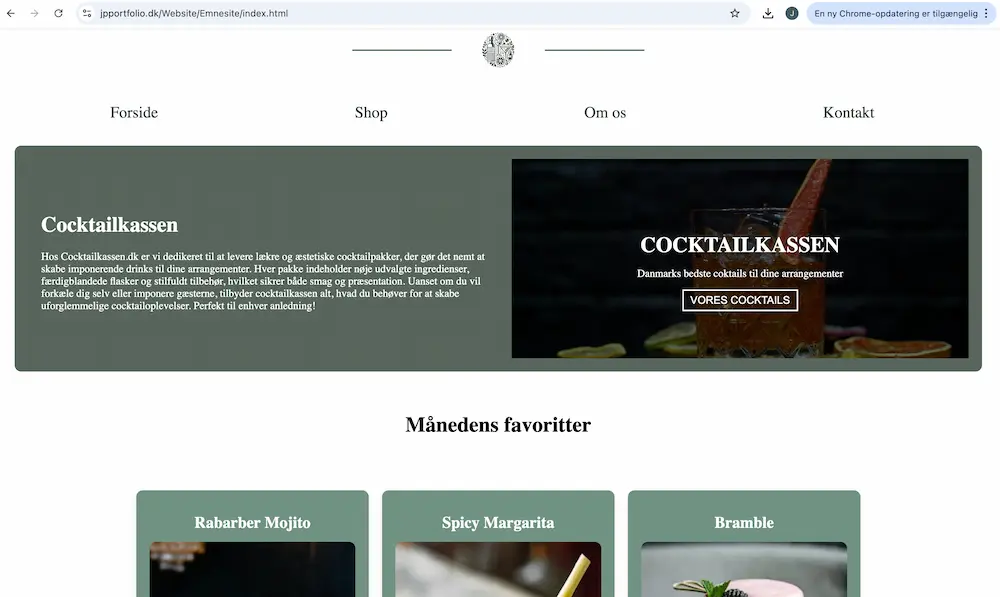 jpportfolio.dk/Website/Emnesite/index.html
J
En ny Chrome-opdatering er tilgængelig
Forside
Shop
Om os
Kontakt
Cocktailkassen
Hos Cocktailkassen.dk er vi dedikeret til at levere lækre og æstetiske cocktailpakker, der gør det nemt at
skabe imponerende drinks til dine arrangementer. Hver pakke indeholder nøje udvalgte ingredienser,
færdigblandede flasker og stilfuldt tilbehør, hvilket sikrer både smag og præsentation. Uanset om du vil
forkæle dig selv eller imponere gæsterne, tilbyder cocktailkassen alt, hvad du behøver for at skabe
uforglemmelige cocktailoplevelser. Perfekt til enhver anledning!
COCKTAILKASSEN
Danmarks bedste coktails til dine arrangementer
VORES COCKTAILS
Månedens favoritter
Rabarber Mojito
Spicy Margarita
Bramble